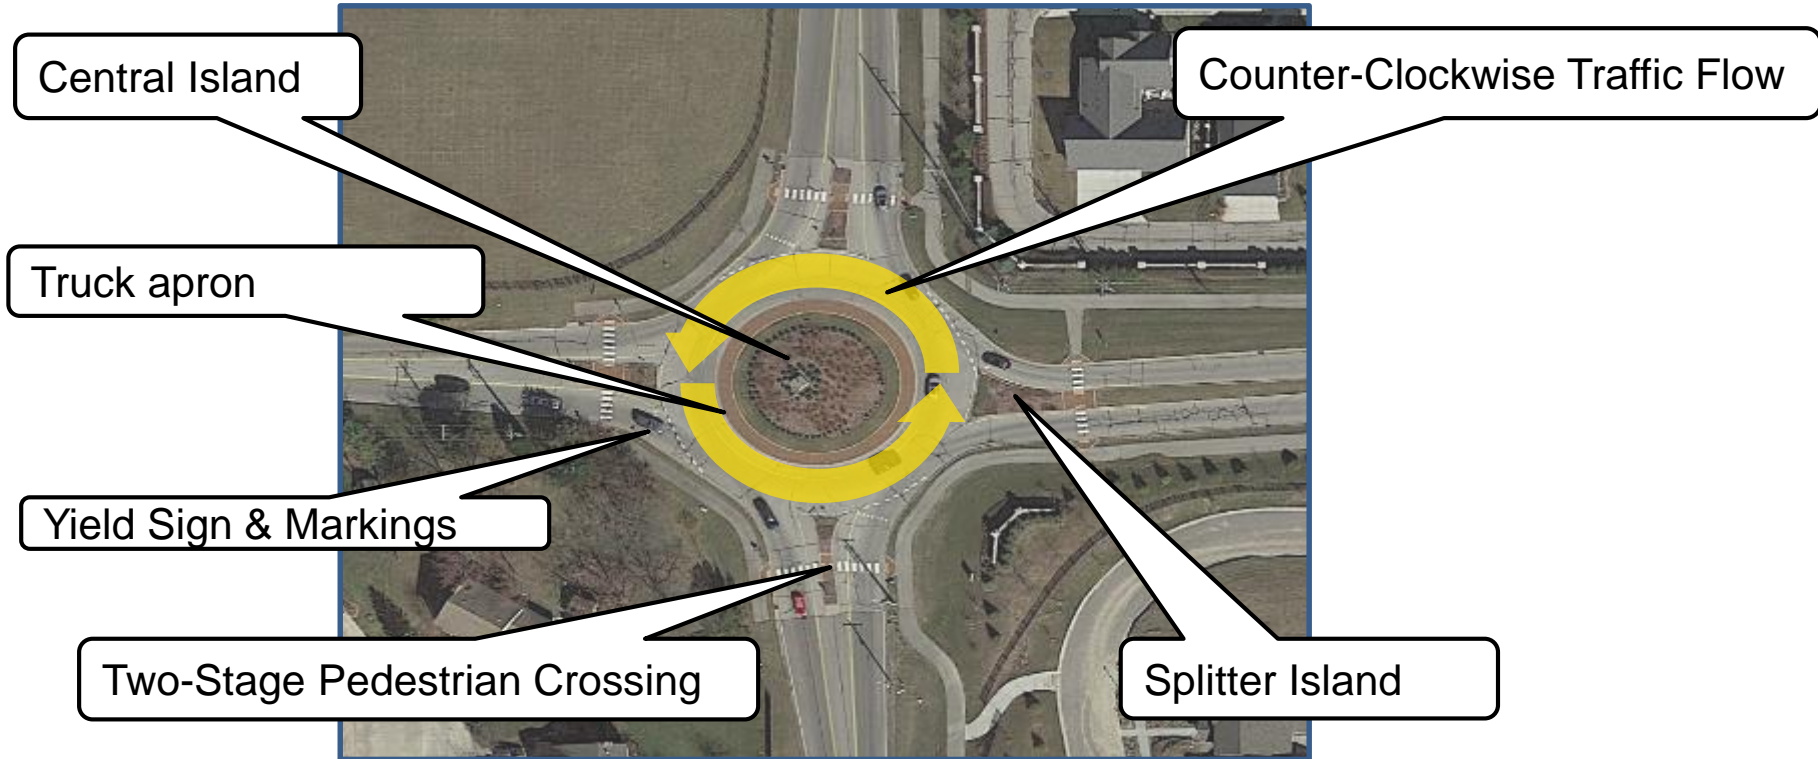 Central Island
Counter-Clockwise Traffic Flow
Truck apron
Yield Sign & Markings
Two-Stage Pedestrian Crossing
Splitter Island